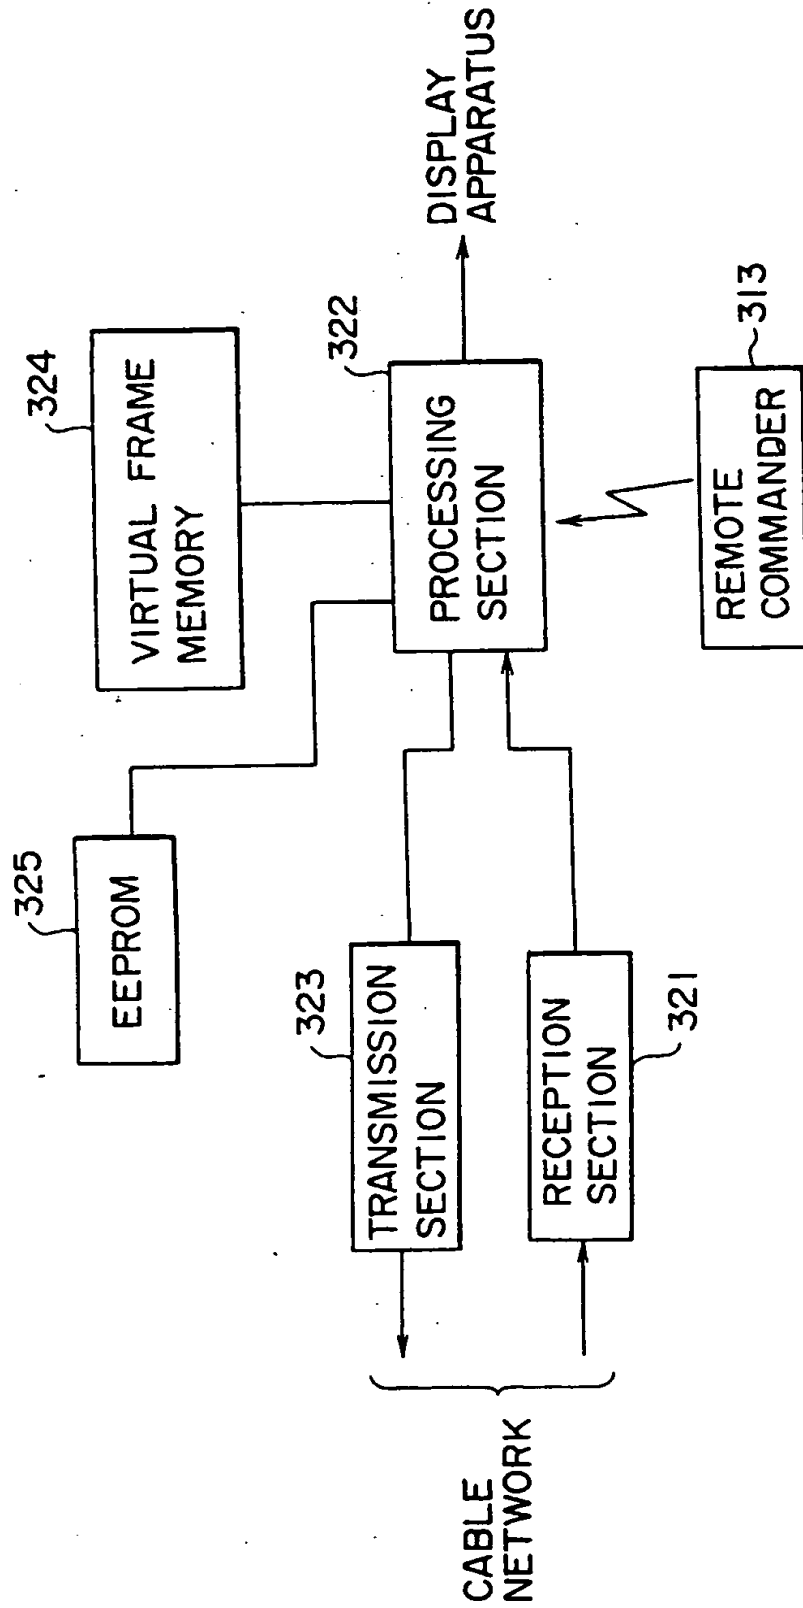 325
EEPROM
324
VIRTUAL FRAME
MEMORY
323
TRANSMISSION
SECTION
322
PROCESSING
SECTION
DISPLAY
APPARATUS
CABLE
NETWORK
RECEPTION
SECTION
321
REMOTE
COMMANDER
313